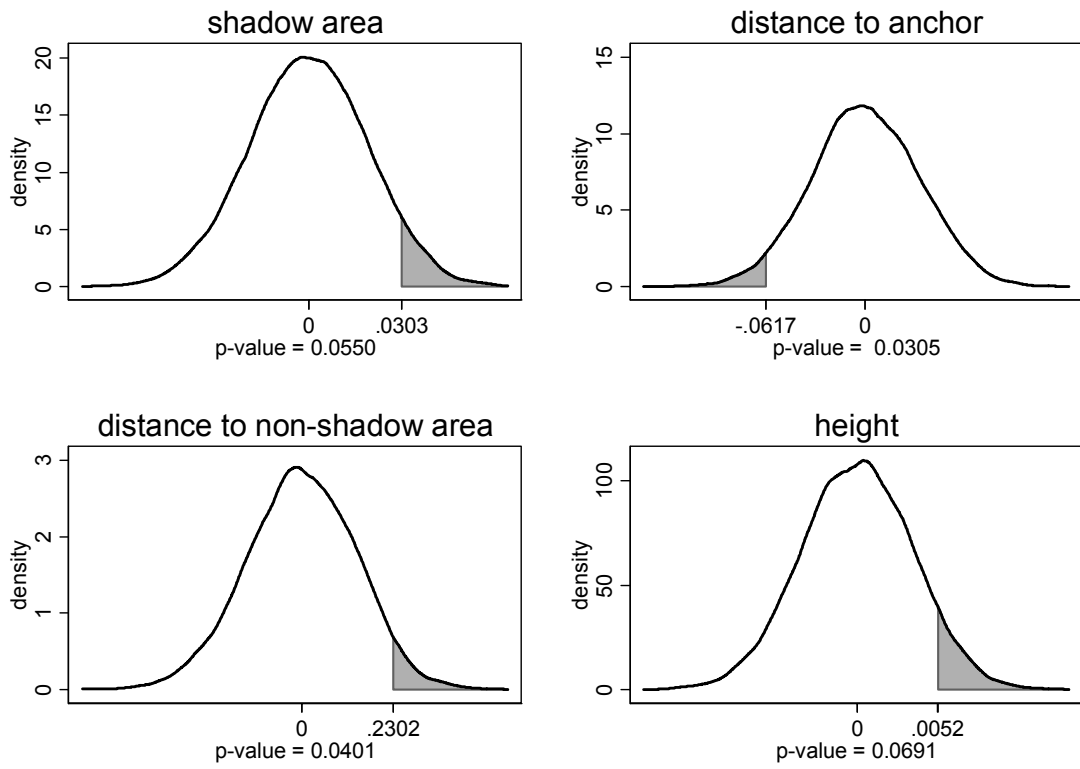 shadow area
density
20
15
10
5
0
0 .0303
p-value = 0.0550
distance to anchor
density
15
10
5
0
-.0617 0
p-value = 0.0305
distance to non-shadow area
density
3
2
1
0
0 .2302
p-value = 0.0401
height
density
100
50
0
0 .0052
p-value = 0.0691